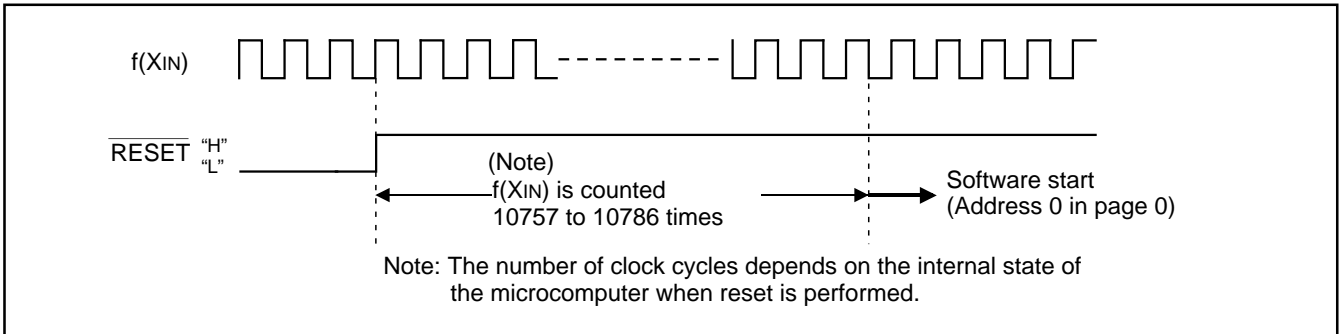 f(XIN)
RESET "H"
"L"
(Note)
f(XIN) is counted
10757 to 10786 times
Software start
(Address 0 in page 0)
Note: The number of clock cycles depends on the internal state of
the microcomputer when reset is performed.